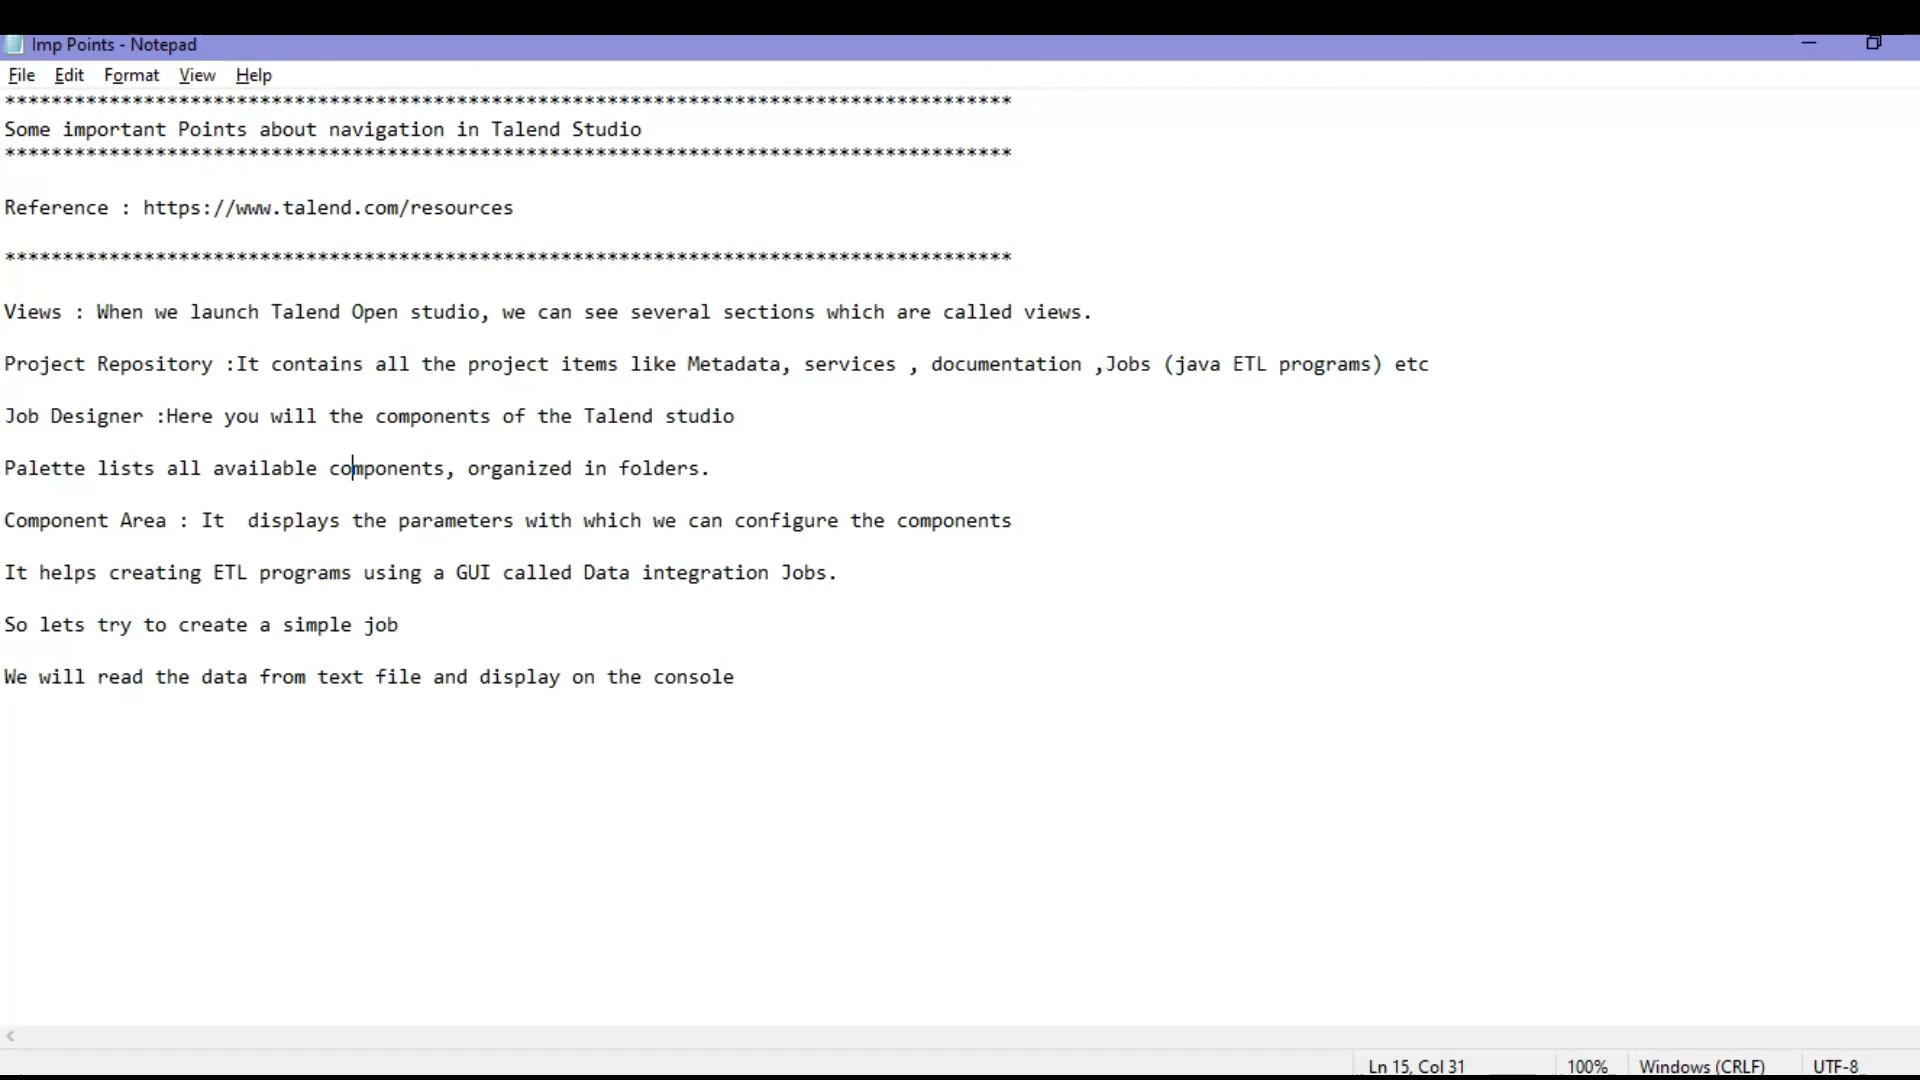 Imp Points - Notepad
File Edit Format View Help
***************************************************************************************
Some important Points about navigation in Talend Studio
***************************************************************************************
Reference : https://www.talend.com/resources
***************************************************************************************
Views : When we launch Talend Open studio, we can see several sections which are called views.
Project Repository :It contains all the project items like Metadata, services , documentation ,Jobs (java ETL programs) etc
Job Designer :Here you will the components of the Talend studio
Palette lists all available components, organized in folders.
Component Area : It  displays the parameters with which we can configure the components
It helps creating ETL programs using a GUI called Data integration Jobs.
So lets try to create a simple job
We will read the data from text file and display on the console
Ln 15, Col 31 100% Windows (CRLF) UTF-8